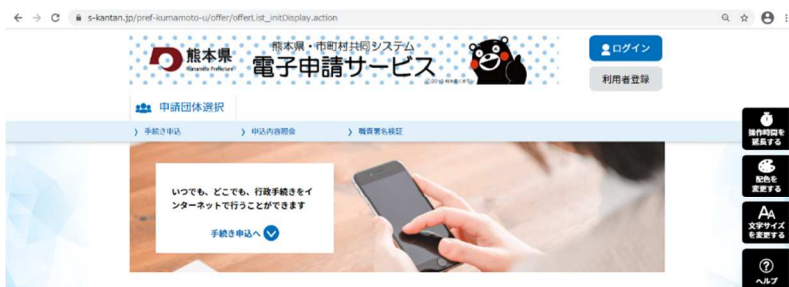 s-kantan.jp/pref-kumamoto-u/offer/offerList_initDisplay.action
熊本県
Kumamoto Prefecture
熊本県・市町村共同システム
電子申請サービス
ログイン
利用者登録
申請団体選択
手続き申込
申込内容照会
職責署名検証
いつでも、どこでも、行政手続きをイ
ンターネットで行うことができます
手続き申込へ
操作時間を
延長する
配色を
変更する
AA
文字サイズ
を変更する
?
ヘルプ